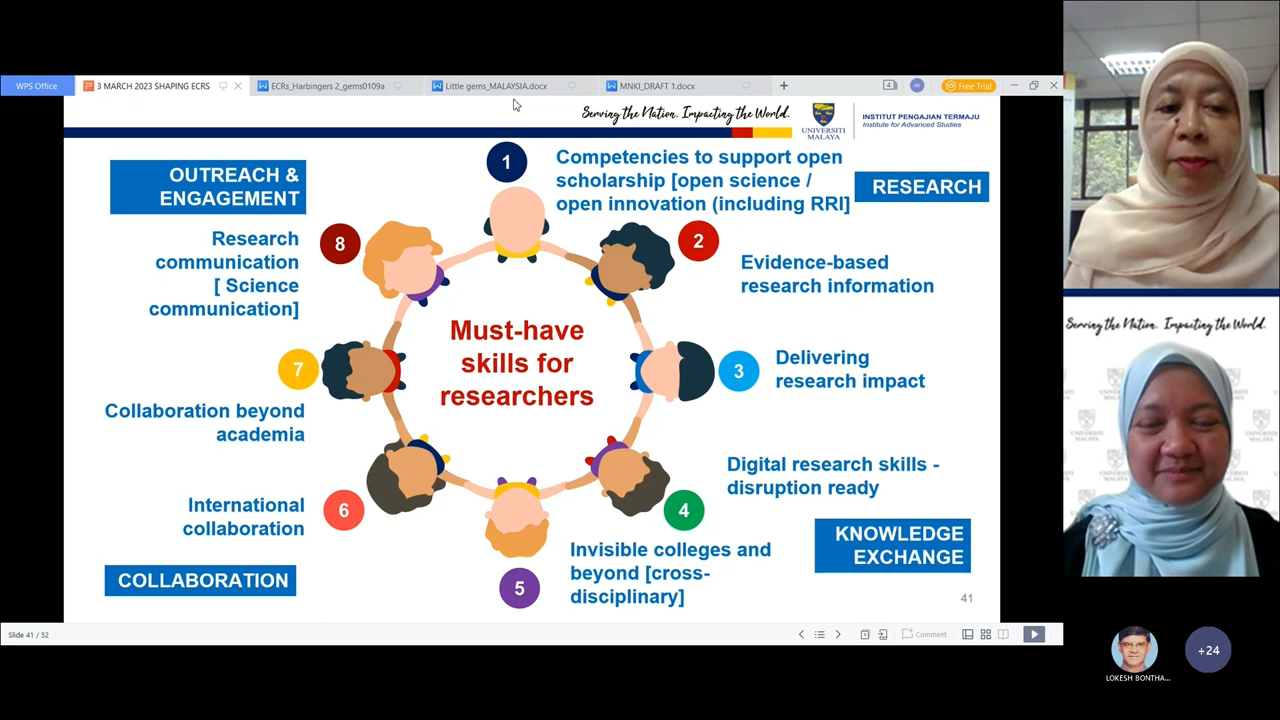 WPS Office
3 MARCH 2023 SHAPING ECRS
ECRs_Harbingers 2_gems0109a
Little gems_MALAYSIA.docx
MNKI_DRAFT 1.docx
Free Trial
Serving the Nation. Impacting the World.
UNIVERSITI
MALAYA
INSTITUT PENGAJIAN TERMAJU
Institute for Advanced Studies
OUTREACH &
ENGAGEMENT
1
Competencies to support open
scholarship [open science /
open innovation (including RRI]
RESEARCH
2
Evidence-based
research information
3
Delivering
research impact
4
Digital research skills -
disruption ready
KNOWLEDGE
EXCHANGE
5
Invisible colleges and
beyond [cross-
disciplinary]
6
International
collaboration
COLLABORATION
7
Collaboration beyond
academia
8
Research
communication
[ Science
communication]
Must-have
skills for
researchers
41
Slide 41 / 52
Comment
Serving the Nation. Impacting the World.
UNIVERSITI
MALAYA
LOKESH BONTHA...
+24